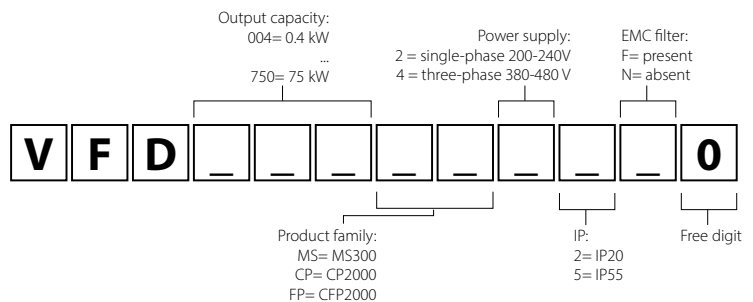 Output capacity:
004= 0.4 kW
...
750= 75 kW
Power supply:
2 = single-phase 200-240V
4 = three-phase 380-480 V
EMC filter:
F= present
N= absent
V F D _ _ _ _ _ _ _ _ 0
Product family:
MS= MS300
CP= CP2000
FP= CFP2000
IP:
2= IP20
5= IP55
Free digit